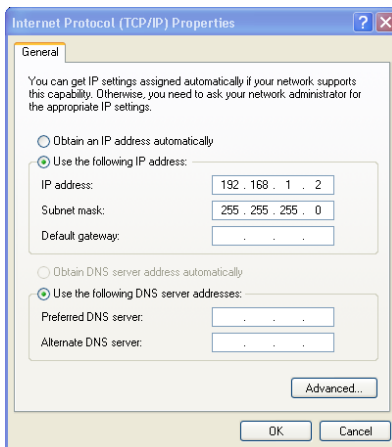 Internet Protocol (TCP/IP) Properties
General
You can get IP settings assigned automatically if your network supports
this capability. Otherwise, you need to ask your network administrator for
the appropriate IP settings.
Obtain an IP address automatically
Use the following IP address:
IP address: 192 . 168 . 1 . 2
Subnet mask: 255 . 255 . 255 . 0
Default gateway: . . .
Obtain DNS server address automatically
Use the following DNS server addresses:
Preferred DNS server: . . .
Alternate DNS server: . . .
Advanced...
OK Cancel